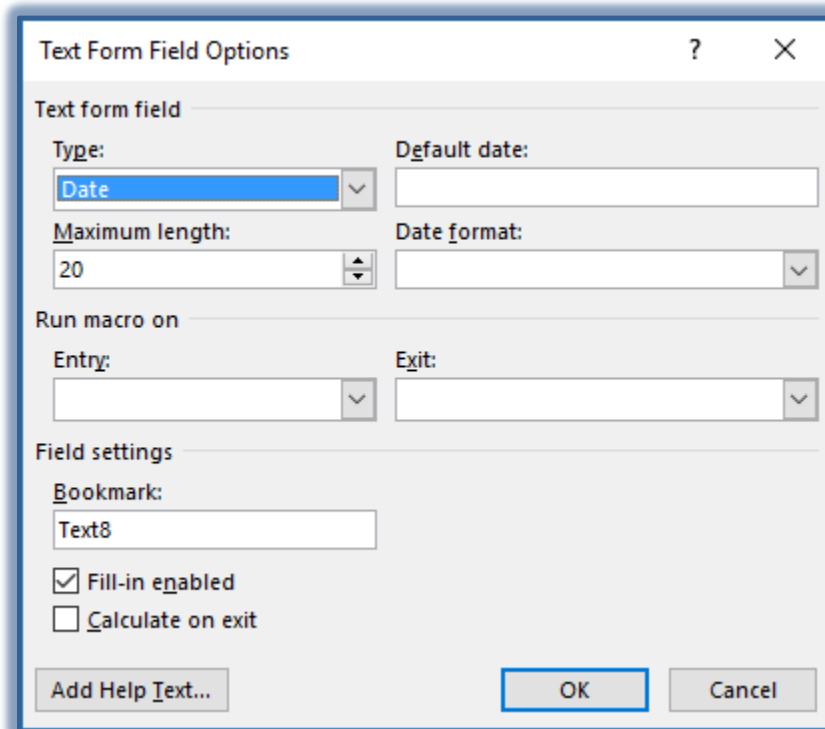 Text Form Field Options ?
Text form field
Type: Default date:
Date
Maximum length: Date format:
20
Run macro on
Entry: Exit:
Field settings
Bookmark:
Text8
Fill-in enabled
Calculate on exit
Add Help Text... OK Cancel